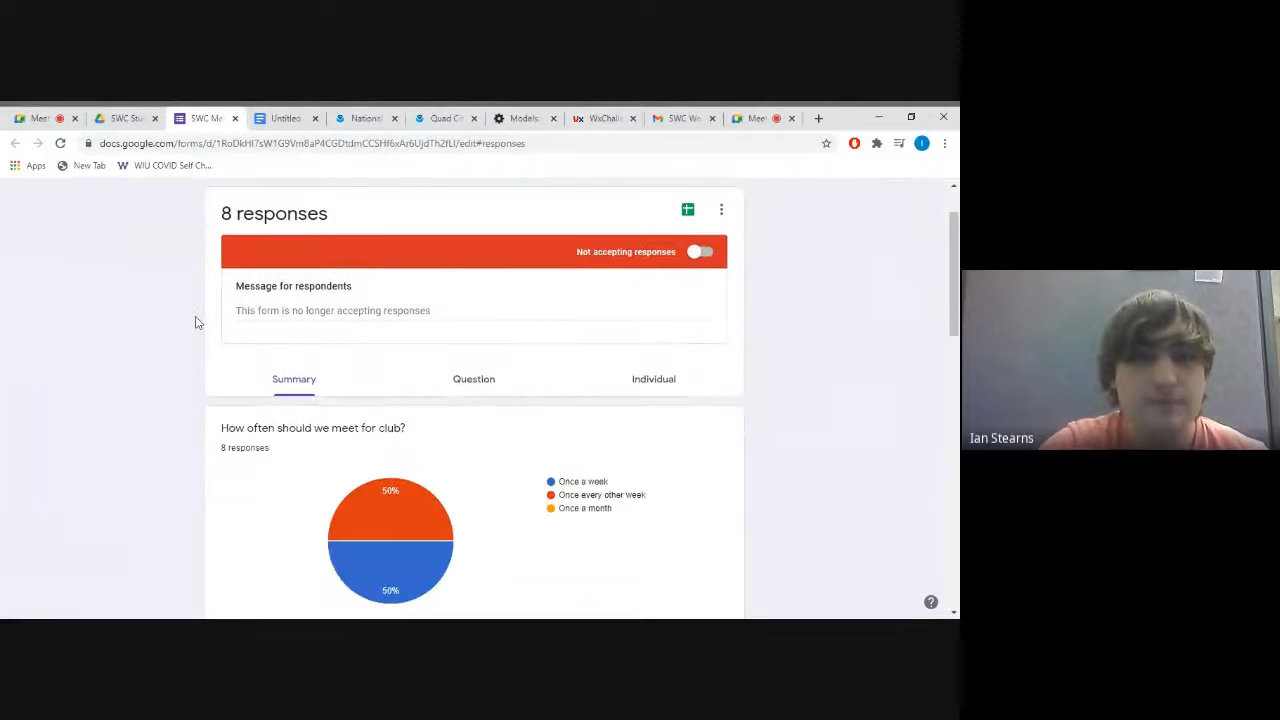 Meet SWC Stu SWC Me Untitled National Quad Ci Models: WxChalle SWC We Meet
docs.google.com/forms/d/1RoDkHI7sW1G9Vm8aP4CGDtdmCCSHf6xAr6UjdTh2fLI/edit#responses
Apps New Tab W WIU COVID Self Ch...
8 responses
Not accepting responses
Message for respondents
This form is no longer accepting responses
Summary Question Individual
How often should we meet for club?
8 responses
50%
Once a week
Once every other week
Once a month
50%
Ian Stearns